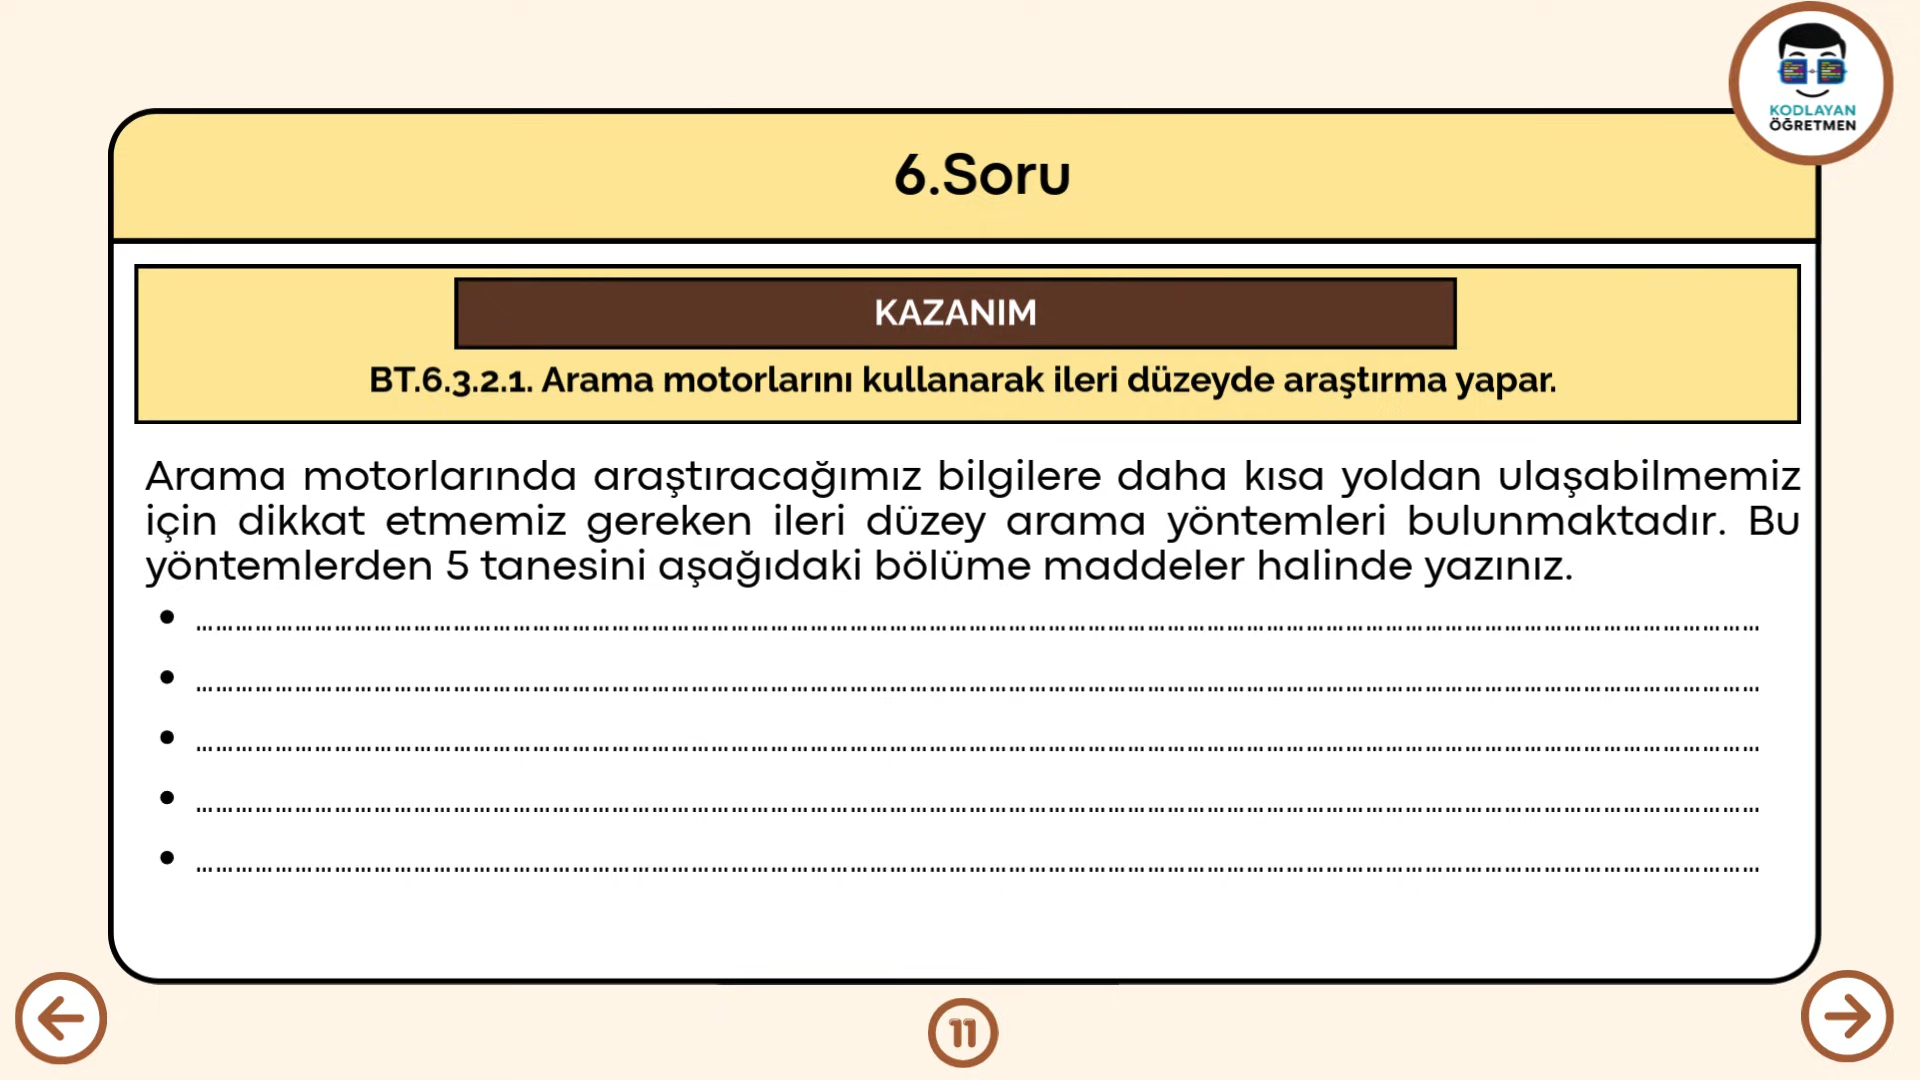 KODLAYAN
ÖĞRETMEN
6.Soru
KAZANIM
BT.6.3.2.1. Arama motorlarını kullanarak ileri düzeyde araştırma yapar.
Arama motorlarında araştıracağımız bilgilere daha kısa yoldan ulaşabilmemiz
için dikkat etmemiz gereken ileri düzey arama yöntemleri bulunmaktadır. Bu
yöntemlerden 5 tanesini aşağıdaki bölüme maddeler halinde yazınız.
• ……………………………………………………………………………………
• ……………………………………………………………………………………
• ……………………………………………………………………………………
• ……………………………………………………………………………………
• ……………………………………………………………………………………
11